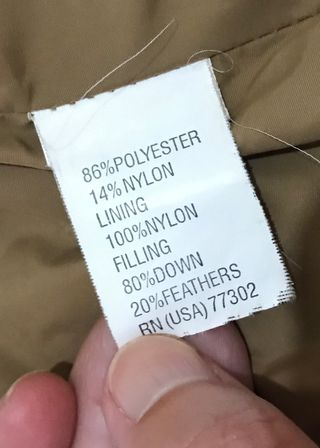 86%POLYESTER
14%NYLON
LINING
100%NYLON
FILLING
80%DOWN
20%FEATHERS
RN (USA) 77302